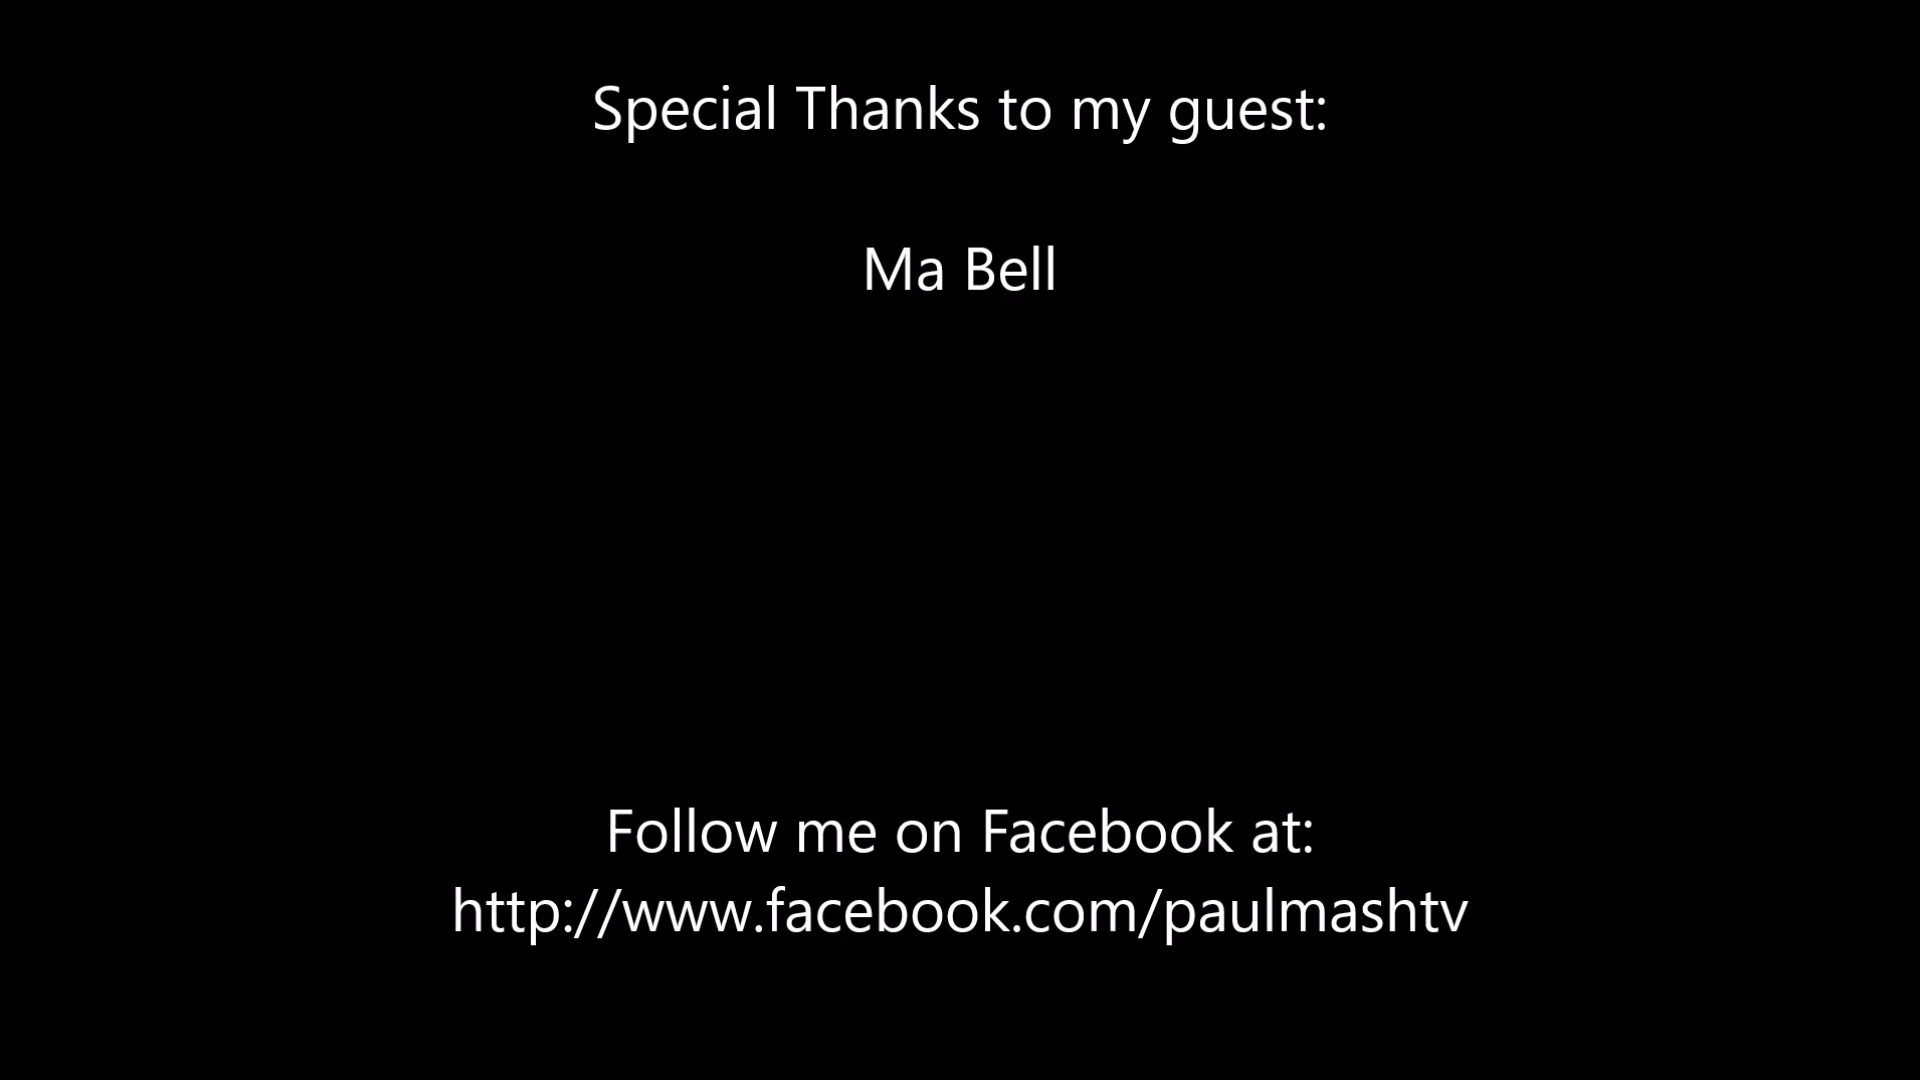 Special Thanks to my guest:
Ma Bell
Follow me on Facebook at:
http://www.facebook.com/paulmashtv